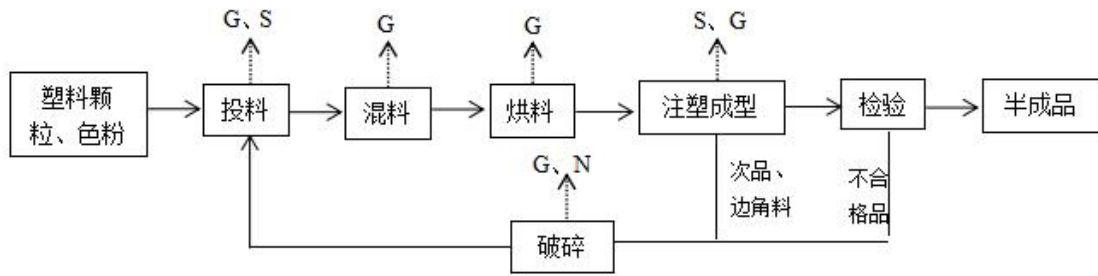 G、S
G
G
S、G
塑料颗
粒、色粉
投料
混料
烘料
注塑成型
检验
半成品
G、N
次品、
边角料
不合
格品
破碎